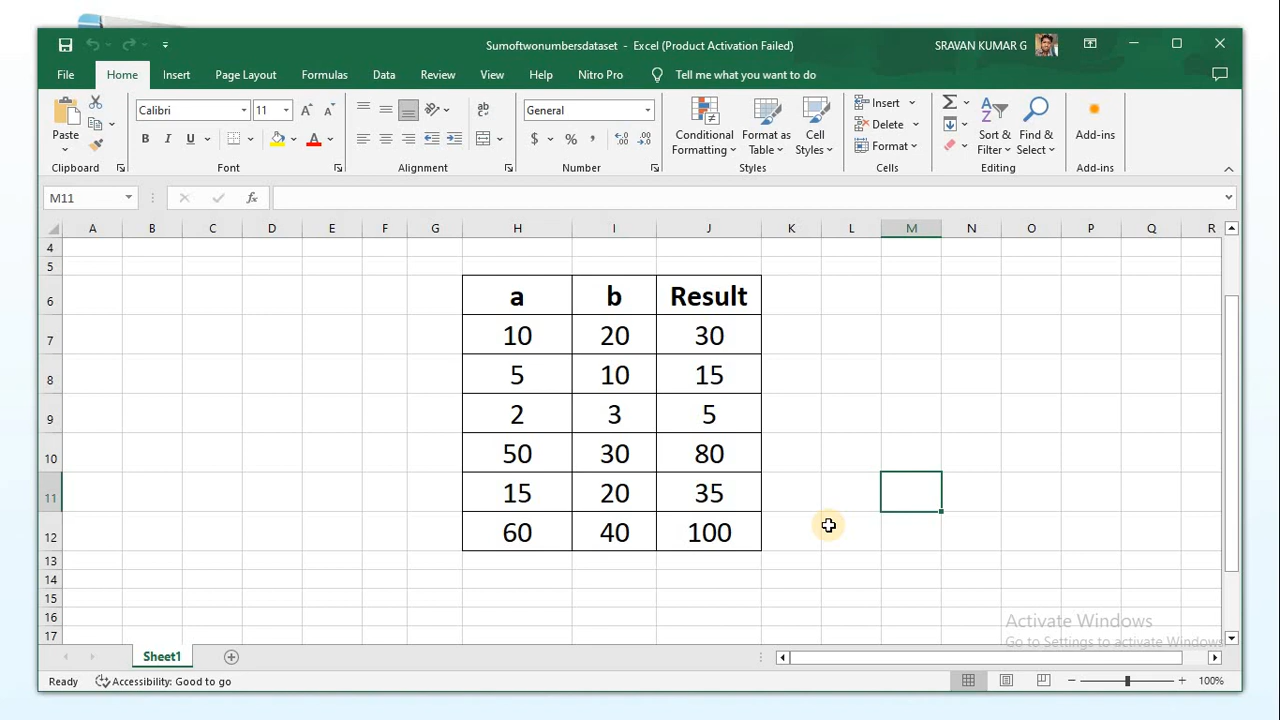 Sumoftwonumbersdataset - Excel (Product Activation Failed)
SRAVAN KUMAR G
File Home Insert Page Layout Formulas Data Review View Help Nitro Pro Tell me what you want to do
Calibri 11 General
Paste
B I U $ % ,
Conditional Formatting
Format as Table
Cell Styles
Insert
Delete
Format
Sort & Filter
Find & Select
Add-ins
Clipboard Font Alignment Number Styles Cells Editing Add-ins
M11 fx
A B C D E F G H I J K L M N O P Q R
4
5
6 a b Result
7 10 20 30
8 5 10 15
9 2 3 5
10 50 30 80
11 15 20 35
12 60 40 100
13
14
15
16
17
Activate Windows
Go to Settings to activate Windows.
Sheet1
Ready Accessibility: Good to go 100%